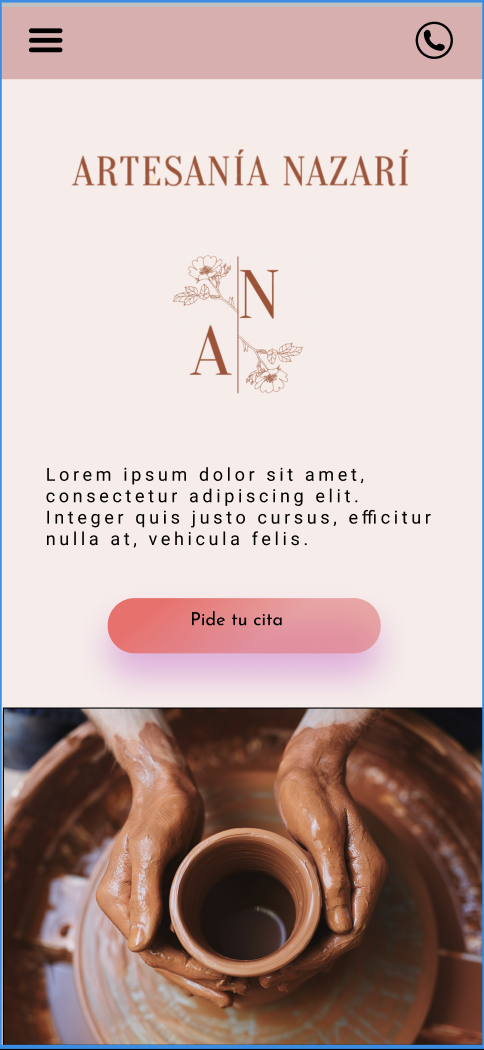 ARTESANÍA NAZARÍ
N
A
Lorem ipsum dolor sit amet,
consectetur adipiscing elit.
Integer quis justo cursus, efficitur
nulla at, vehicula felis.
Pide tu cita